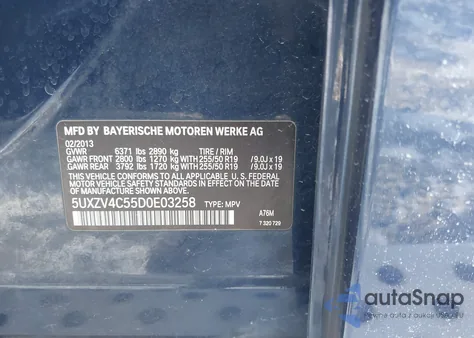 MFD BY BAYERISCHE MOTOREN WERKE AG
02/2013
GVWR 6371 lbs 2890 kg TIRE / RIM
GAWR FRONT 2800 lbs 1270 kg WITH 255/50 R19 /9.0J x 19
GAWR REAR 3792 lbs 1720 kg WITH 255/50 R19 /9.0J x 19
THIS VEHICLE CONFORMS TO ALL APPLICABLE U. S. FEDERAL
MOTOR VEHICLE SAFETY STANDARDS IN EFFECT ON THE DATE
OF MANUFACTURE SHOWN ABOVE.
5UXZV4C55D0E03258 TYPE: MPV
A76M
7 320 729
autoSnap